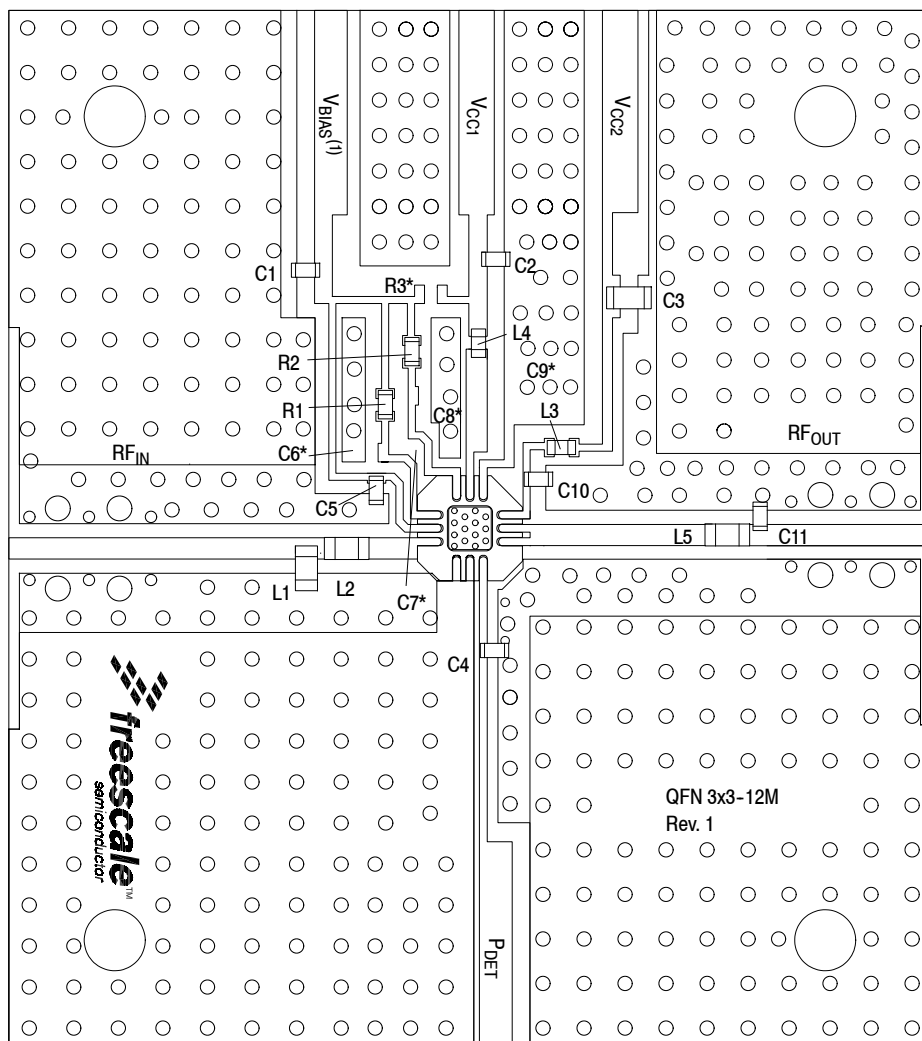 VBIAS(1)
VCC1
VCC2
C1
C2
R3*
C3
L4
R2
C9*
R1
C8*
L3
RFIN
C6*
RFOUT
C10
C5
L5
C11
L1
L2
C7*
C4
freescale™
semiconductor
QFN 3x3-12M
Rev. 1
PDET